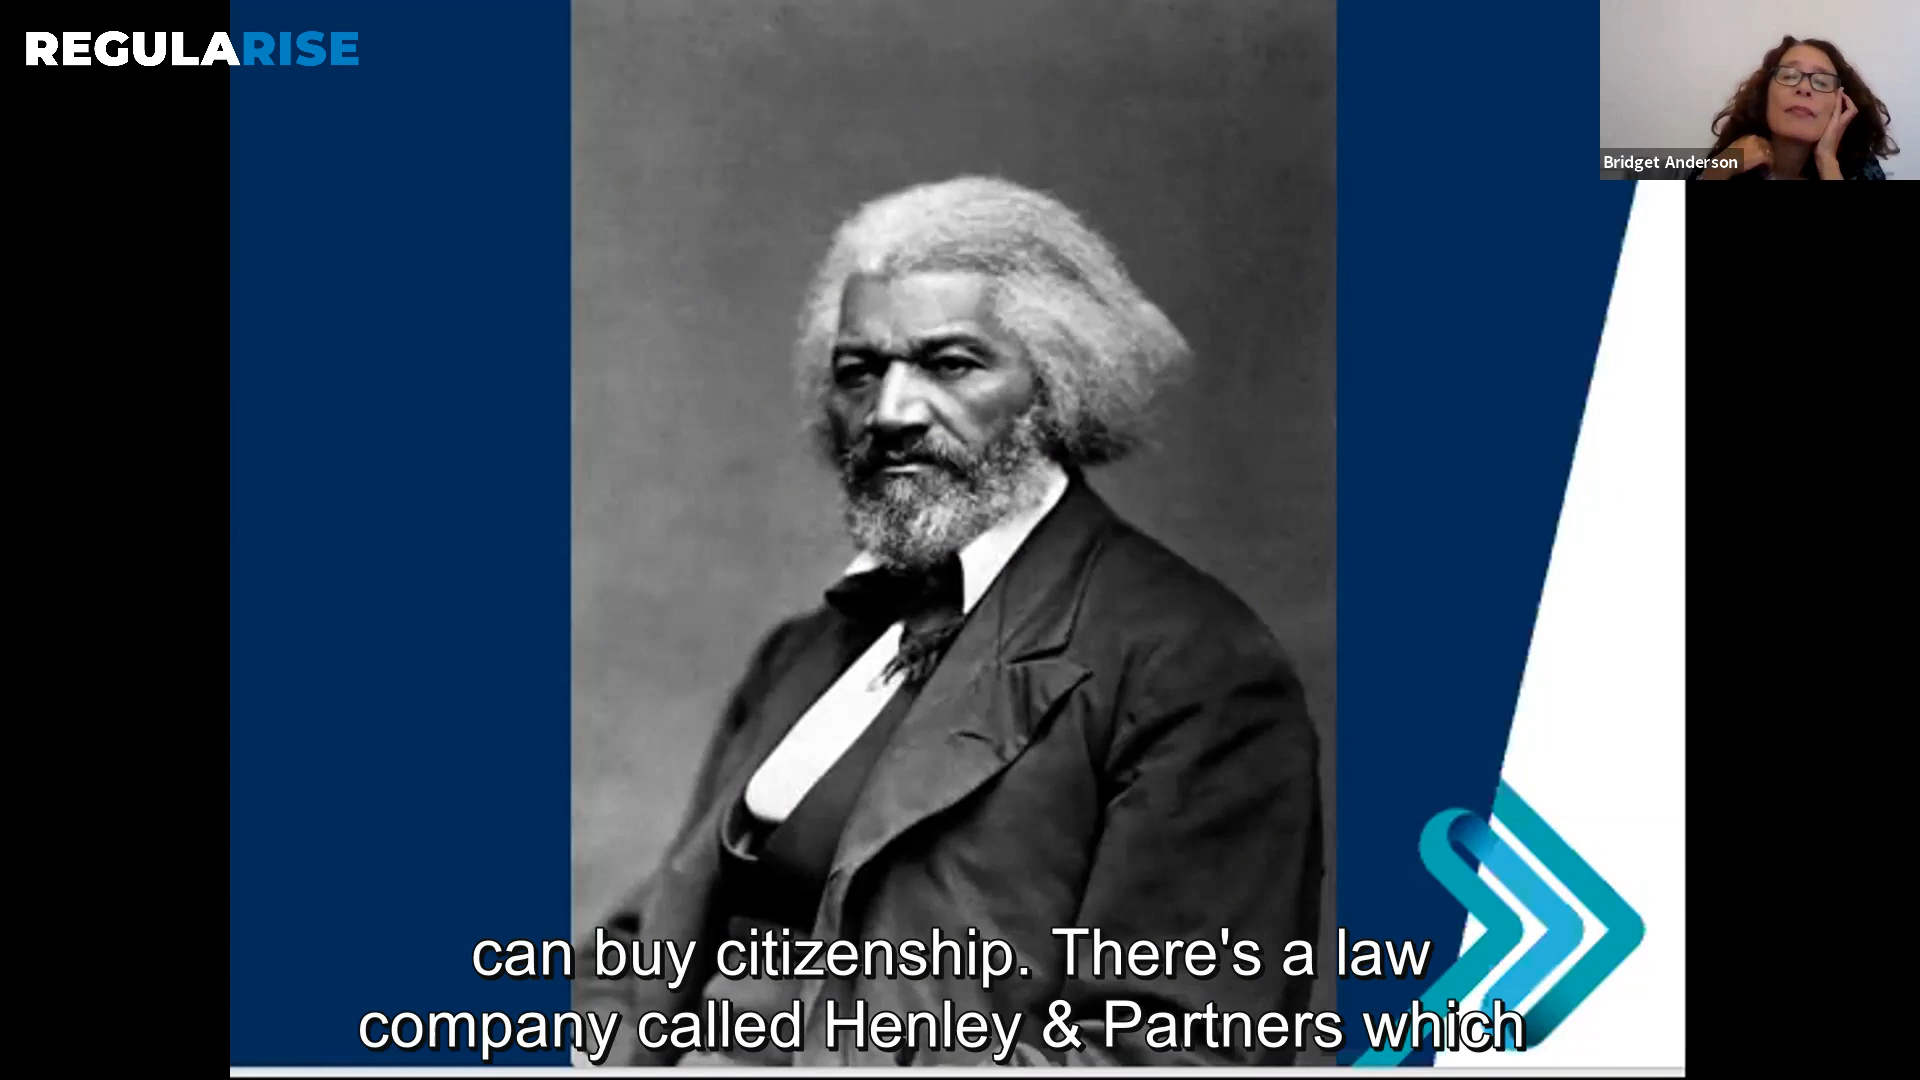 REGULARISE
Bridget Anderson
can buy citizenship. There's a law
company called Henley & Partners which